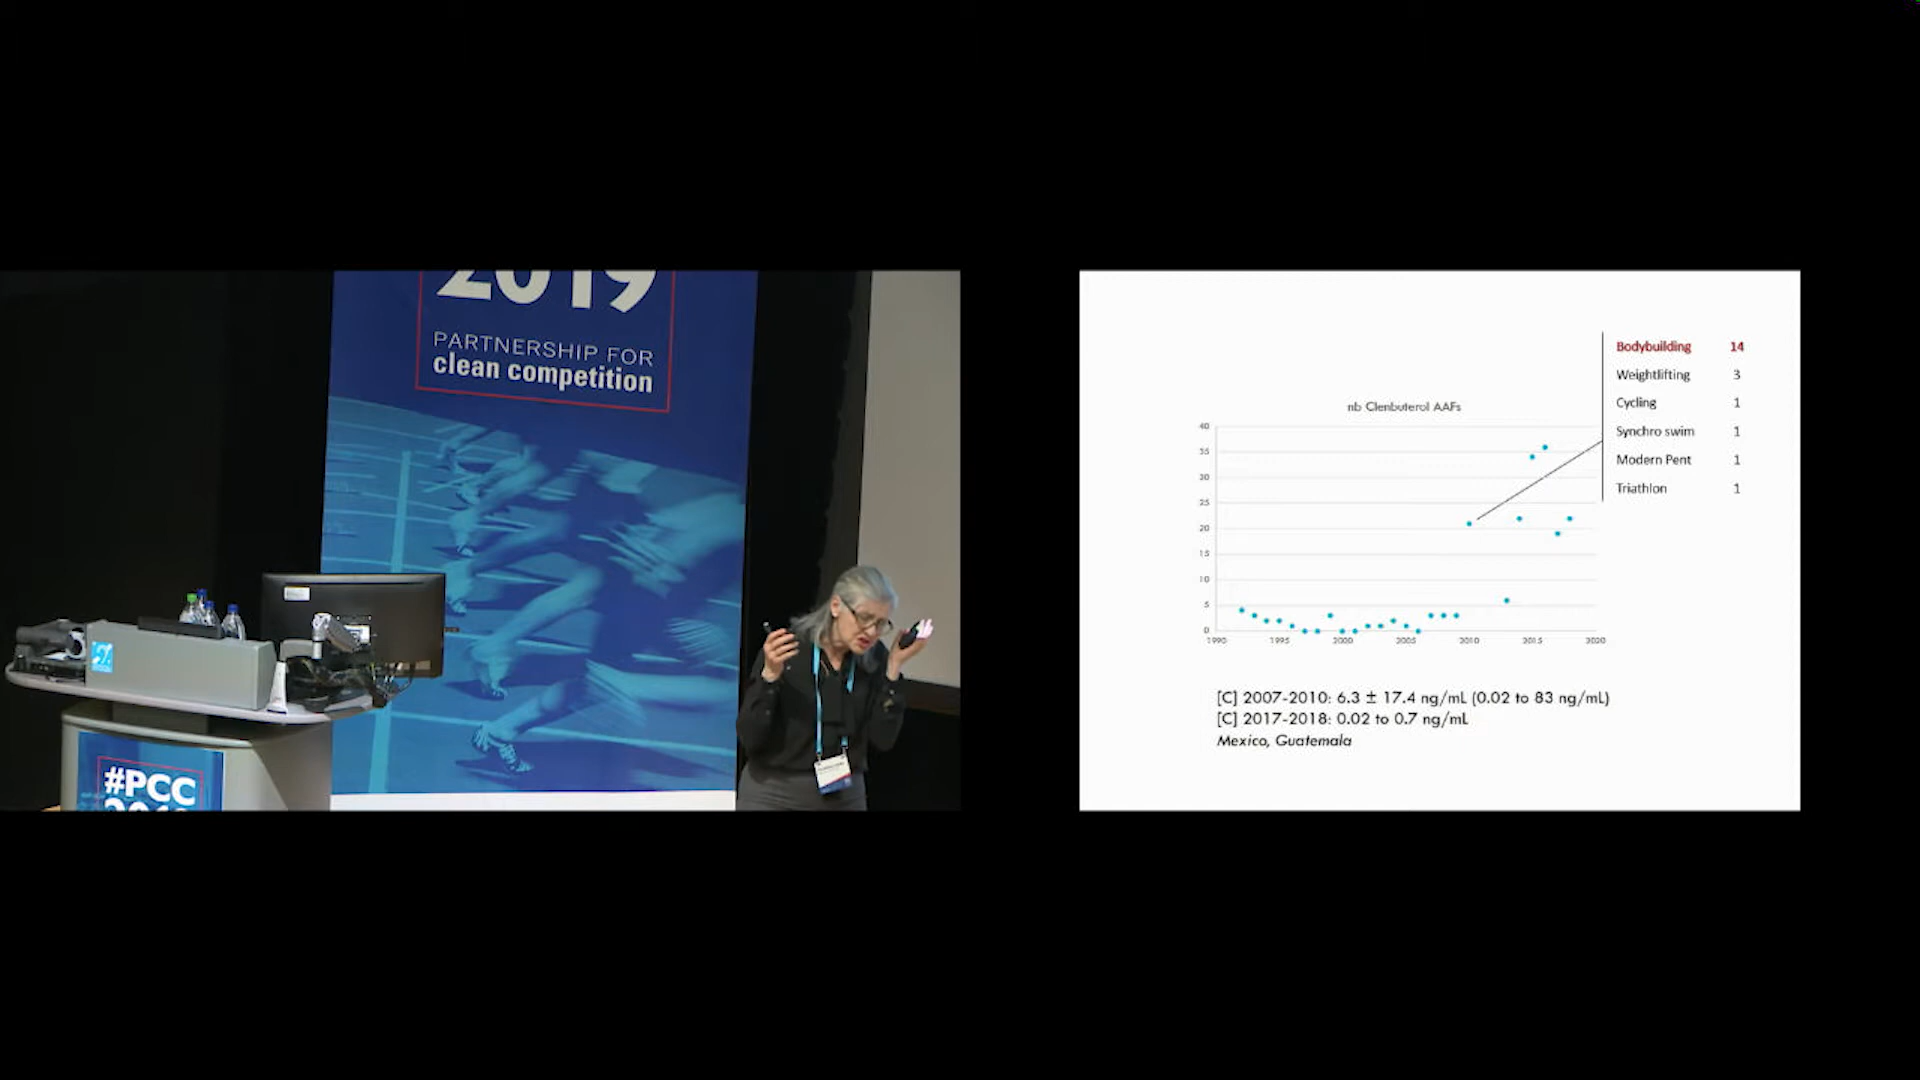 2019
PARTNERSHIP FOR
clean competition
#PCC
2019
Bodybuilding 14
Weightlifting 3
Cycling 1
Synchro swim 1
Modern Pent 1
Triathlon 1
nb Clenbuterol AAFs
40
35
30
25
20
15
10
5
0
1990 1995 2000 2005 2010 2015 2020
[C] 2007-2010: 6.3 ± 17.4 ng/mL (0.02 to 83 ng/mL)
[C] 2017-2018: 0.02 to 0.7 ng/mL
Mexico, Guatemala